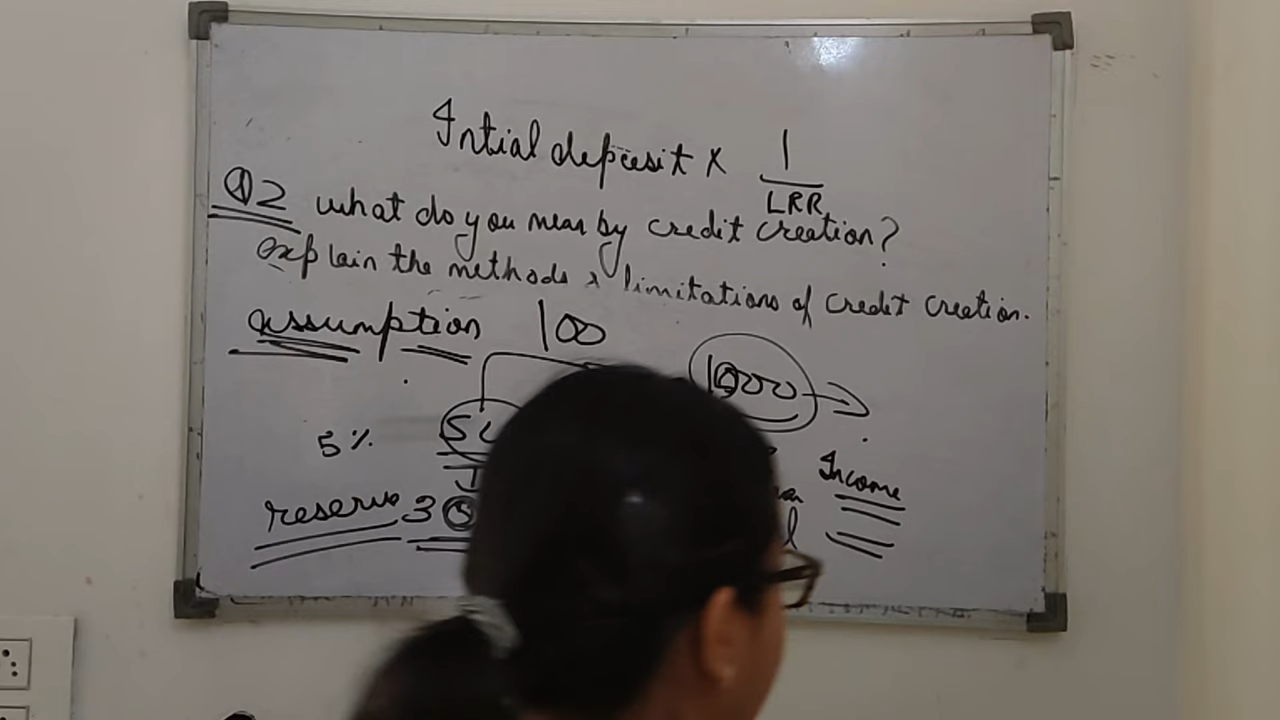 Intial deposit x 1
LRR
Q2 what do you mean by credit creation?
explain the methods & limitations of credit creation.
assumption 100
1000
5%
Income
reserve 3